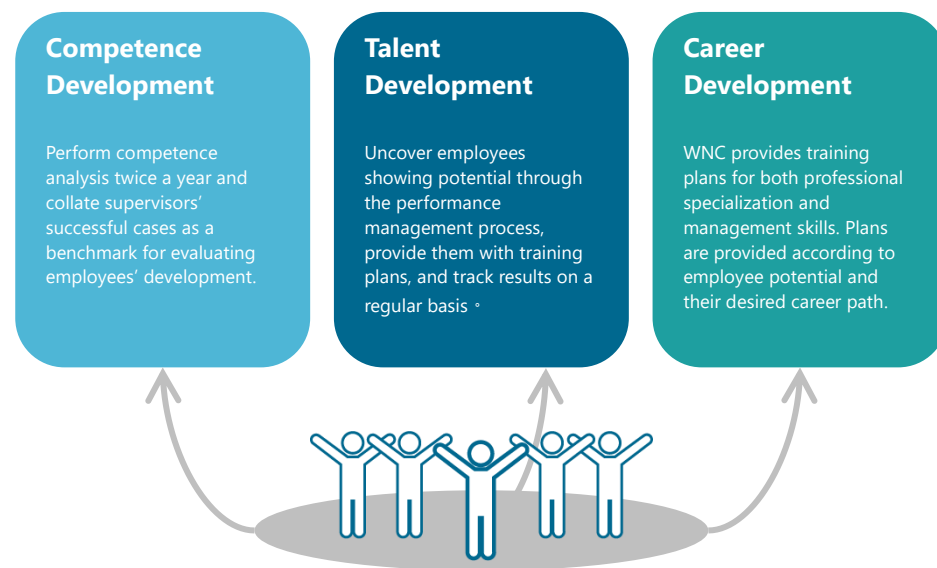 Competence
Development
Perform competence
analysis twice a year and
collate supervisors’
successful cases as a
benchmark for evaluating
employees’ development.
Talent
Development
Uncover employees
showing potential through
the performance
management process,
provide them with training
plans, and track results on a
regular basis。
Career
Development
WNC provides training
plans for both professional
specialization and
management skills. Plans
are provided according to
employee potential and
their desired career path.